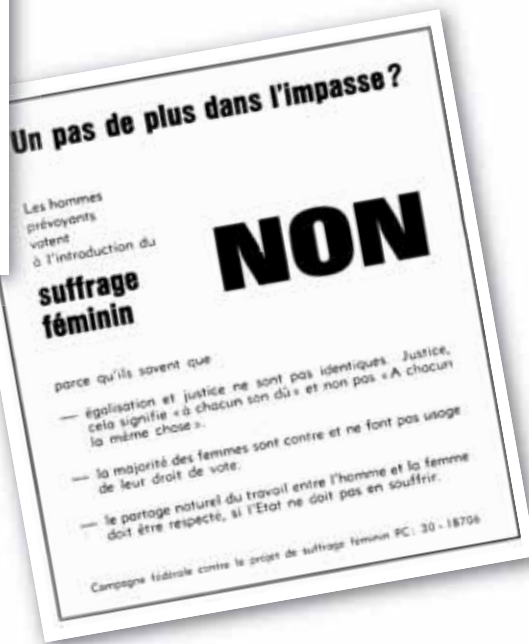 Un pas de plus dans l'impasse?
Les hommes
prévoyants
votent
à l'introduction du
suffrage
féminin
NON
parce qu'ils savent que
— égalisation et justice ne sont pas identiques. Justice,
cela signifie «à chacun son dû» et non pas «A chacun
la même chose».
— la majorité des femmes sont contre et ne font pas usage
de leur droit de vote.
— le partage naturel du travail entre l'homme et la femme
doit être respecté, si l'Etat ne doit pas en souffrir.
Campagne fédérale contre le projet de suffrage féminin PC: 30-18706